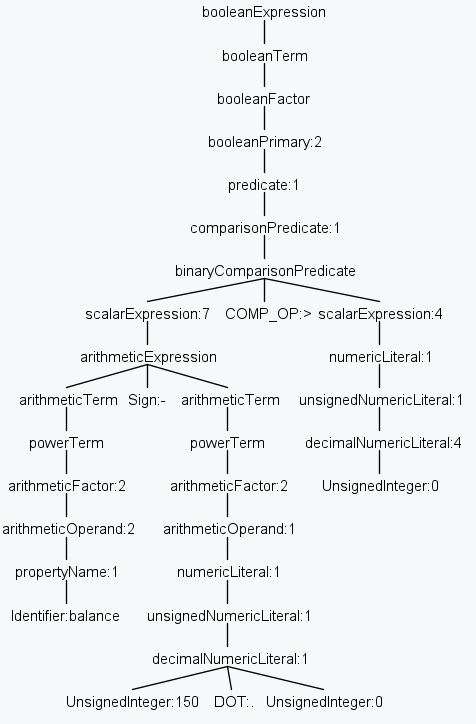 booleanExpression
booleanTerm
booleanFactor
booleanPrimary:2
predicate:1
comparisonPredicate:1
binaryComparisonPredicate
scalarExpression:7 COMP_OP:> scalarExpression:4
arithmeticExpression numericLiteral:1
arithmeticTerm Sign:- arithmeticTerm unsignedNumericLiteral:1
powerTerm powerTerm decimalNumericLiteral:4
arithmeticFactor:2 arithmeticFactor:2 UnsignedInteger:0
arithmeticOperand:2 arithmeticOperand:1
propertyName:1 numericLiteral:1
Identifier:balance unsignedNumericLiteral:1
decimalNumericLiteral:1
UnsignedInteger:150 DOT:. UnsignedInteger:0